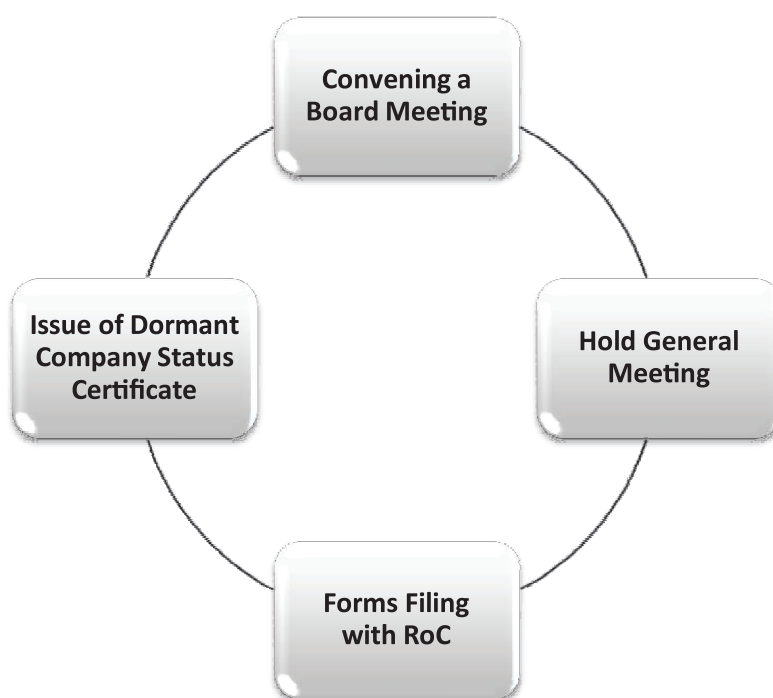 Convening a
Board Meeting
Hold General
Meeting
Forms Filing
with RoC
Issue of Dormant
Company Status
Certificate